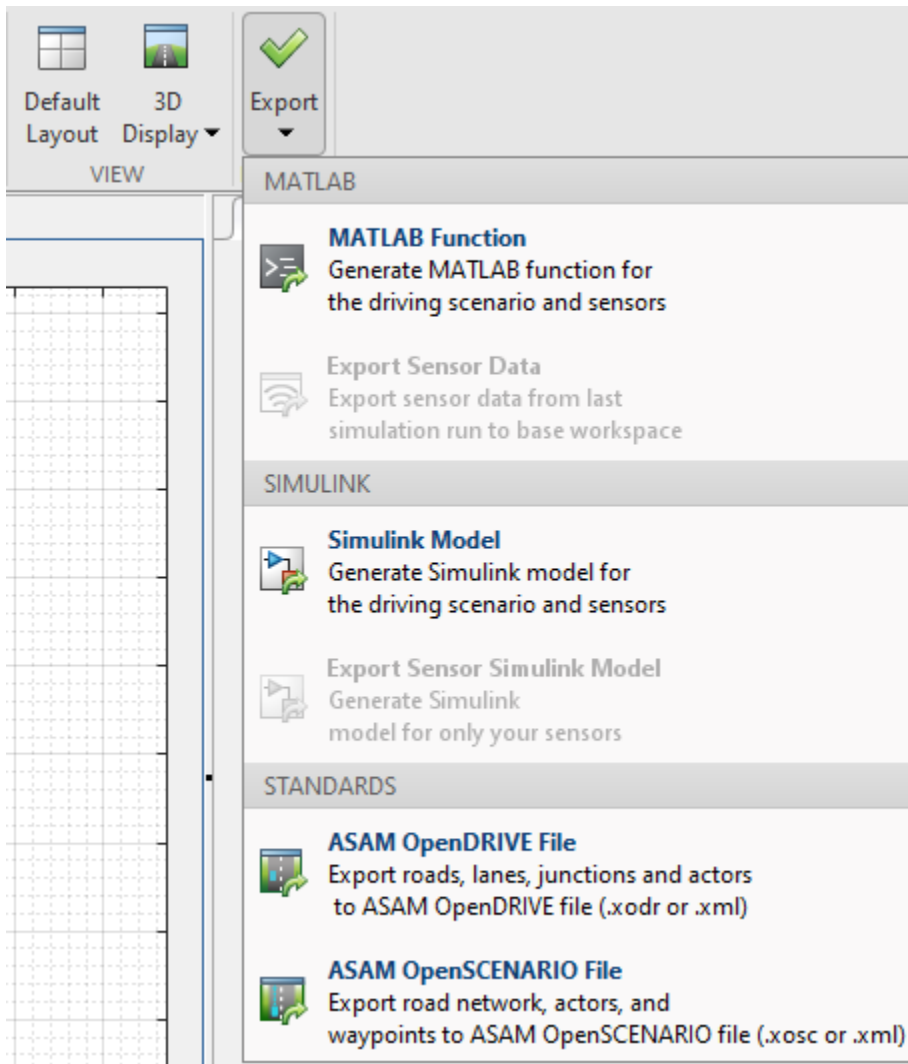 Default
Layout
3D
Display
Export
VIEW
MATLAB
MATLAB Function
Generate MATLAB function for
the driving scenario and sensors
Export Sensor Data
Export sensor data from last
simulation run to base workspace
SIMULINK
Simulink Model
Generate Simulink model for
the driving scenario and sensors
Export Sensor Simulink Model
Generate Simulink
model for only your sensors
STANDARDS
ASAM OpenDRIVE File
Export roads, lanes, junctions and actors
to ASAM OpenDRIVE file (.xodr or .xml)
ASAM OpenSCENARIO File
Export road network, actors, and
waypoints to ASAM OpenSCENARIO file (.xosc or .xml)